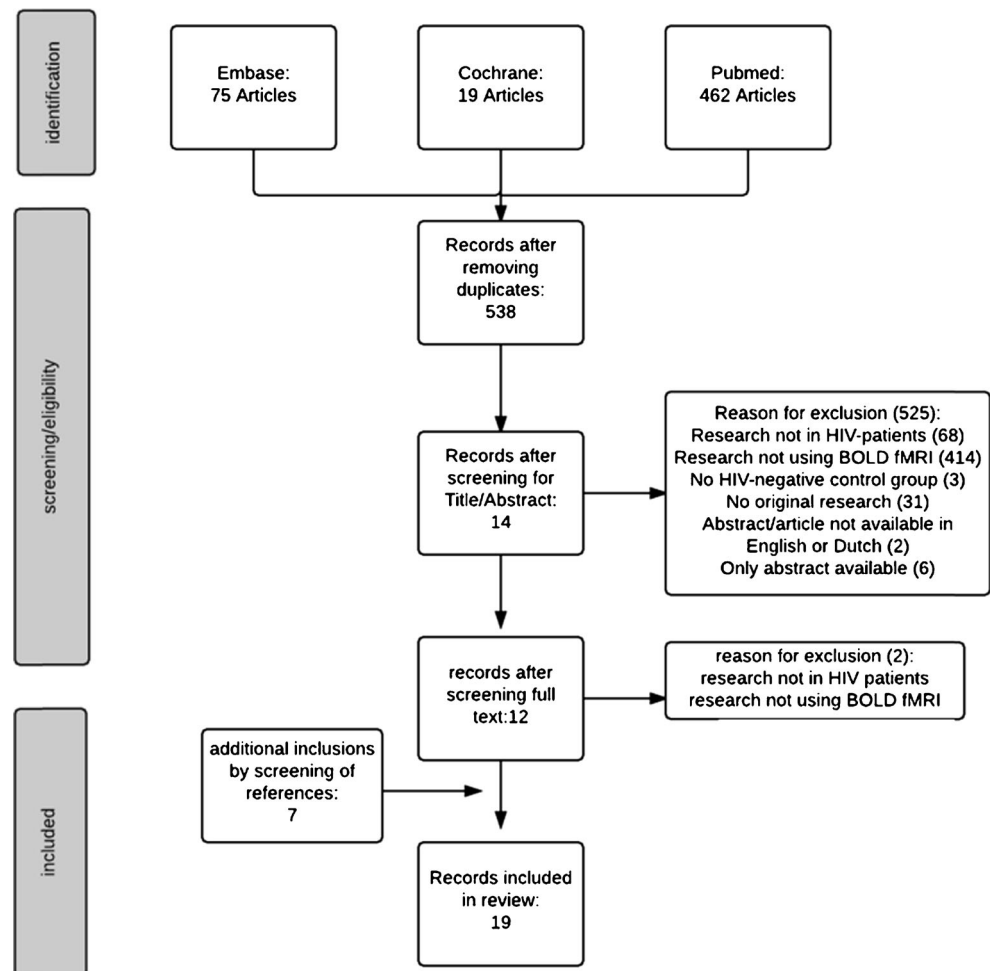 identification
Embase:
75 Articles
Cochrane:
19 Articles
Pubmed:
462 Articles
screening/eligibility
Records after
removing
duplicates:
538
Records after
screening for
Title/Abstract:
14
Reason for exclusion (525):
Research not in HIV-patients (68)
Research not using BOLD fMRI (414)
No HIV-negative control group (3)
No original research (31)
Abstract/article not available in
English or Dutch (2)
Only abstract available (6)
records after
screening full
text:12
reason for exclusion (2):
research not in HIV patients
research not using BOLD fMRI
included
additional inclusions
by screening of
references:
7
Records included
in review:
19